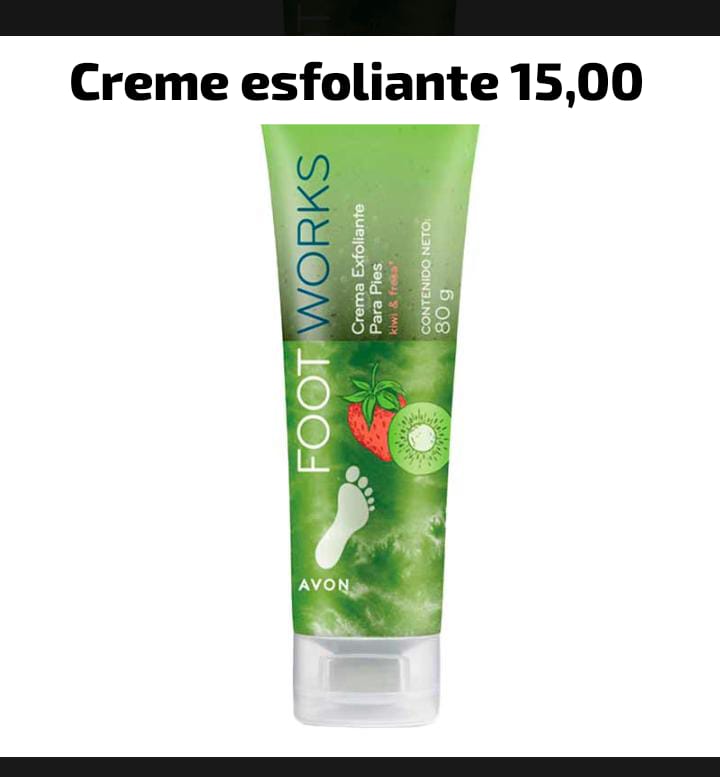 Creme esfoliante 15,00
FOOT WORKS
Crema Exfoliante
Para Pies
kiwi & fresa*
CONTENIDO NETO:
80 g
AVON